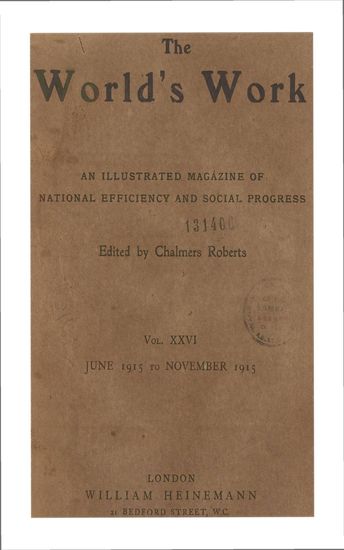 The
World's Work
AN ILLUSTRATED MAGAZINE OF
NATIONAL EFFICIENCY AND SOCIAL PROGRESS
Edited by Chalmers Roberts
VOL. XXVI
JUNE 1915 TO NOVEMBER 1915
LONDON
WILLIAM HEINEMANN
21 BEDFORD STREET, W.C.